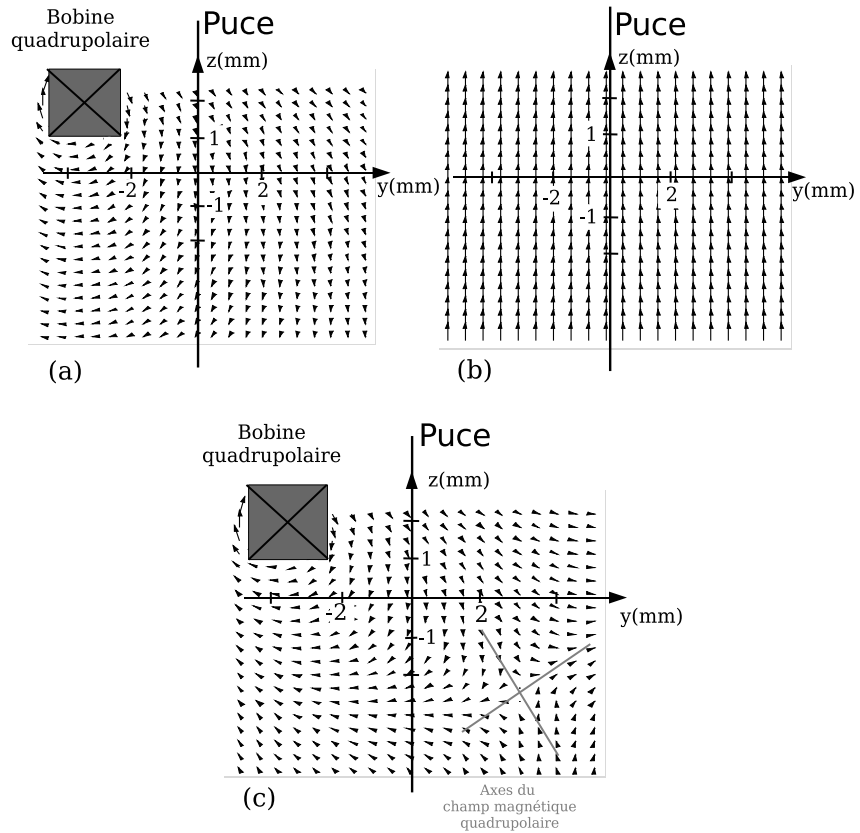 Bobine
quadrupolaire
Puce
z(mm)
1
-2
2
y(mm)
-1
(a)
Puce
z(mm)
1
-2
2
y(mm)
-1
(b)
Bobine
quadrupolaire
Puce
z(mm)
1
-2
2
y(mm)
-1
(c)
Axes du
champ magnétique
quadrupolaire